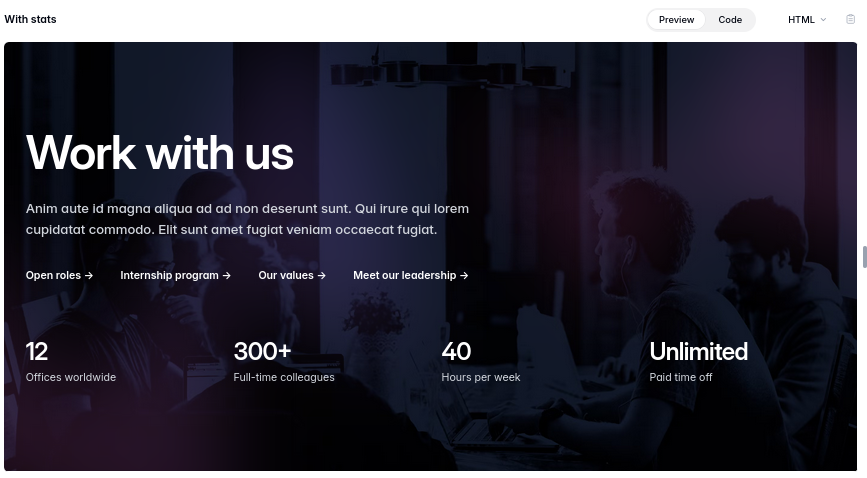 With stats
Preview Code HTML
Work with us
Anim aute id magna aliqua ad ad non deserunt sunt. Qui irure qui lorem
cupidatat commodo. Elit sunt amet fugiat veniam occaecat fugiat.
Open roles → Internship program → Our values → Meet our leadership →
12 300+ 40 Unlimited
Offices worldwide Full-time colleagues Hours per week Paid time off